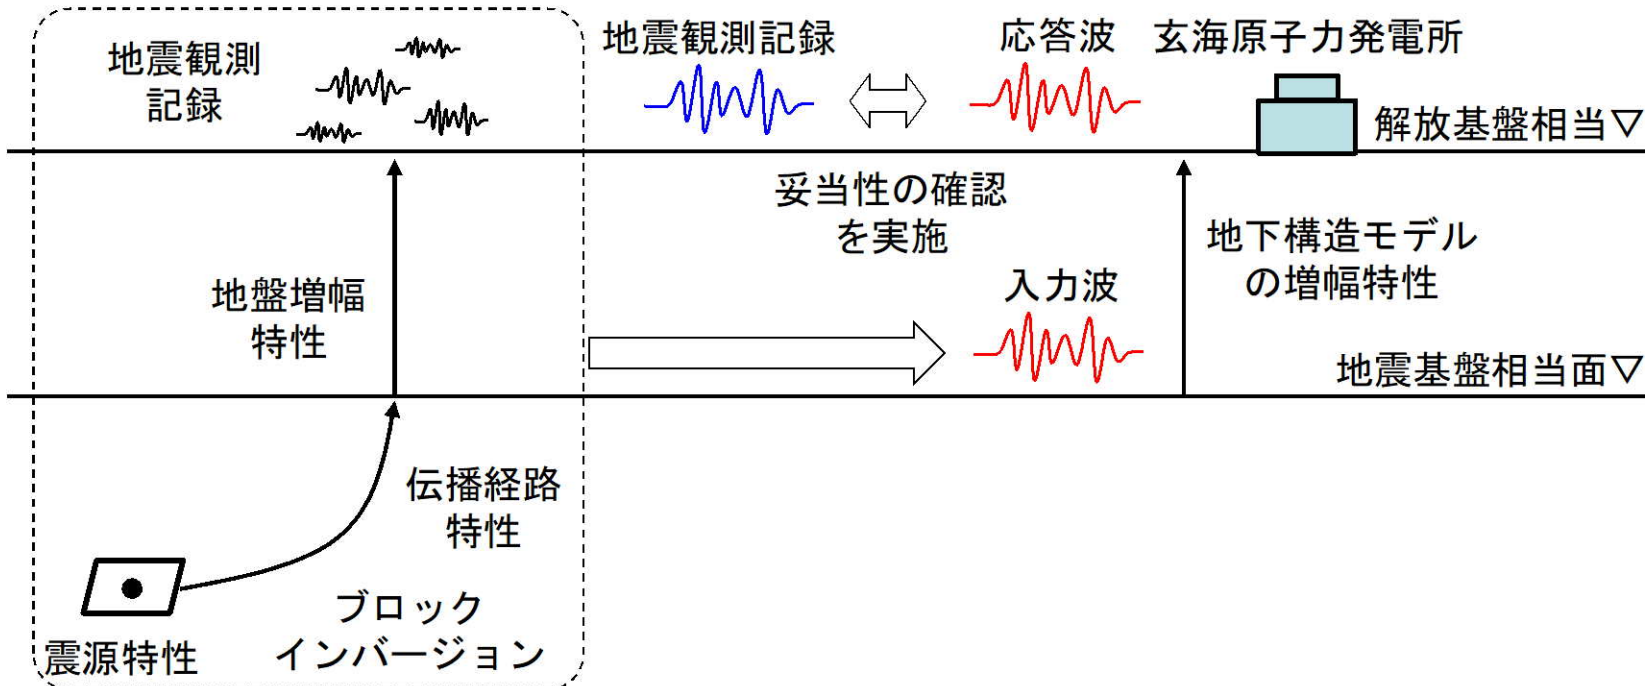 地震観測
記録
地震観測記録
応答波
玄海原子力発電所
解放基盤相当▽
妥当性の確認
を実施
地下構造モデル
の増幅特性
地盤増幅
特性
入力波
地震基盤相当面▽
伝播経路
特性
ブロック
インバージョン
震源特性